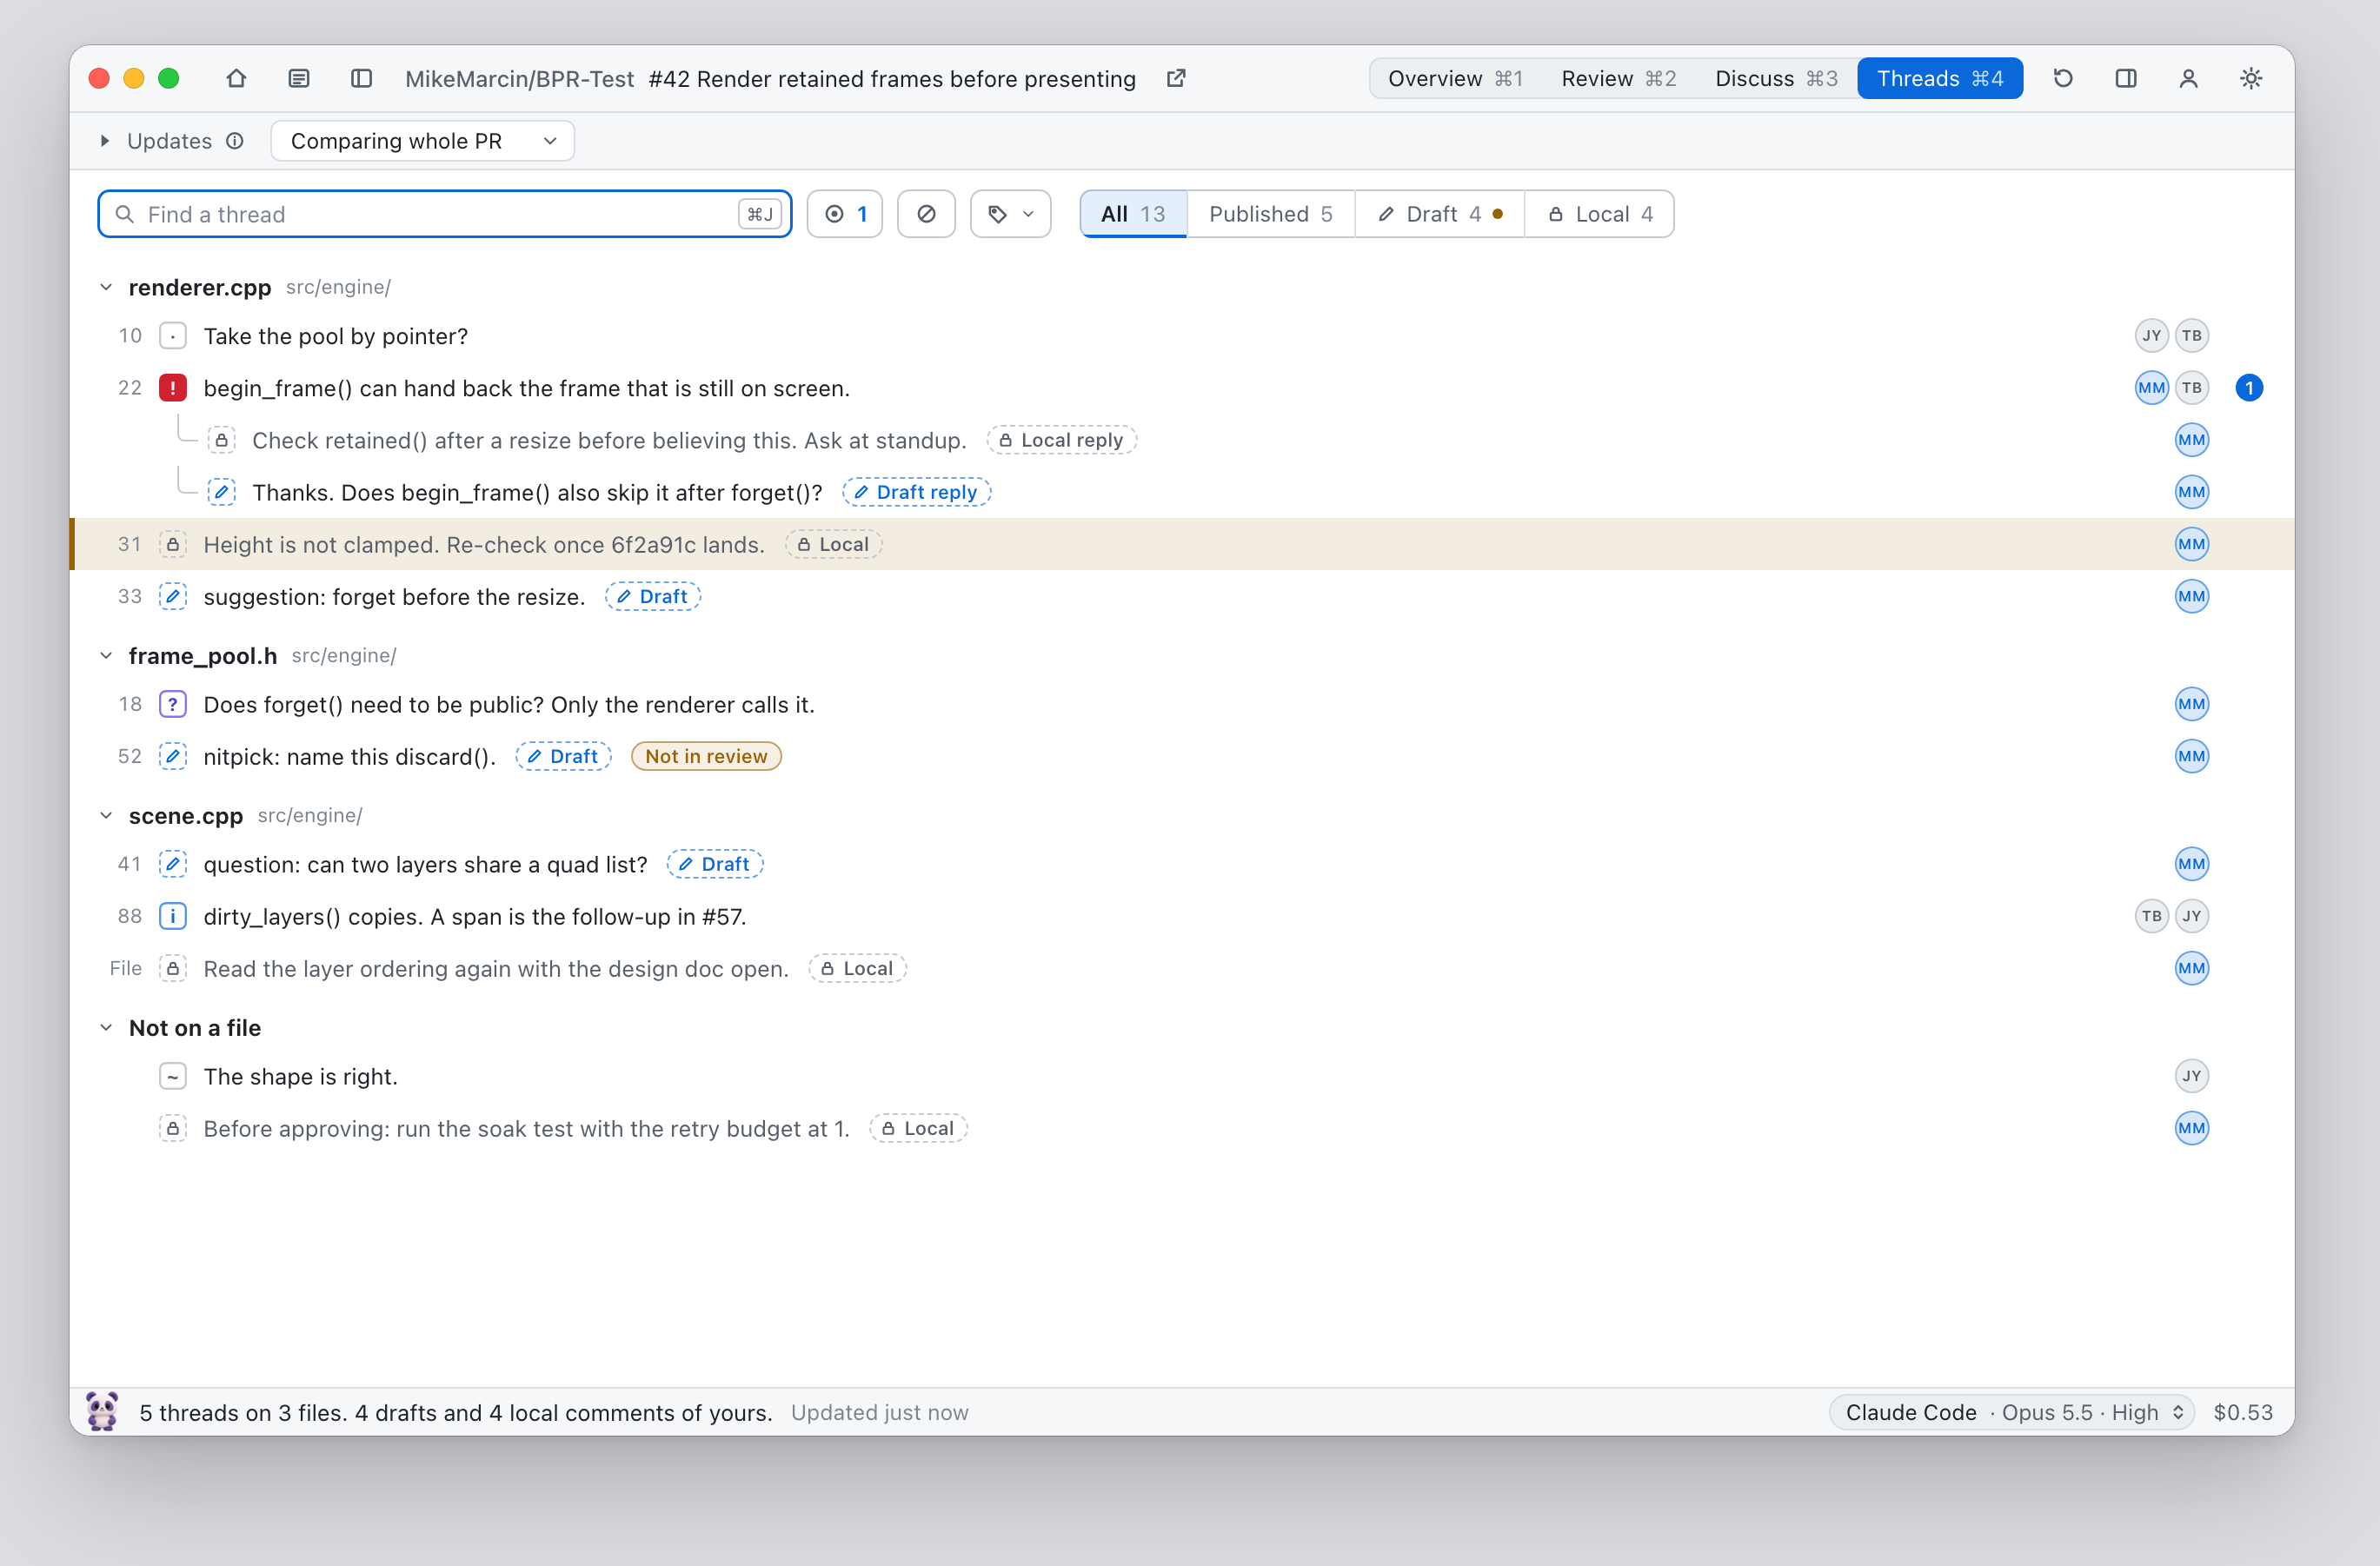 MikeMarcin/BPR-Test #42 Render retained frames before presenting Overview ⌘1 Review ⌘2 Discuss ⌘3 Threads ⌘4
Updates Comparing whole PR
Find a thread ⌘J 1 All 13 Published 5 Draft 4 Local 4
renderer.cpp src/engine/
10 · Take the pool by pointer? JY TB
22 ! begin_frame() can hand back the frame that is still on screen. MM TB 1
Check retained() after a resize before believing this. Ask at standup. Local reply MM
Thanks. Does begin_frame() also skip it after forget()? Draft reply MM
31 Height is not clamped. Re-check once 6f2a91c lands. Local MM
33 suggestion: forget before the resize. Draft MM
frame_pool.h src/engine/
18 ? Does forget() need to be public? Only the renderer calls it. MM
52 nitpick: name this discard(). Draft Not in review MM
scene.cpp src/engine/
41 question: can two layers share a quad list? Draft MM
88 i dirty_layers() copies. A span is the follow-up in #57. TB JY
File Read the layer ordering again with the design doc open. Local MM
Not on a file
~ The shape is right. JY
Before approving: run the soak test with the retry budget at 1. Local MM
5 threads on 3 files. 4 drafts and 4 local comments of yours. Updated just now Claude Code · Opus 5.5 · High $0.53